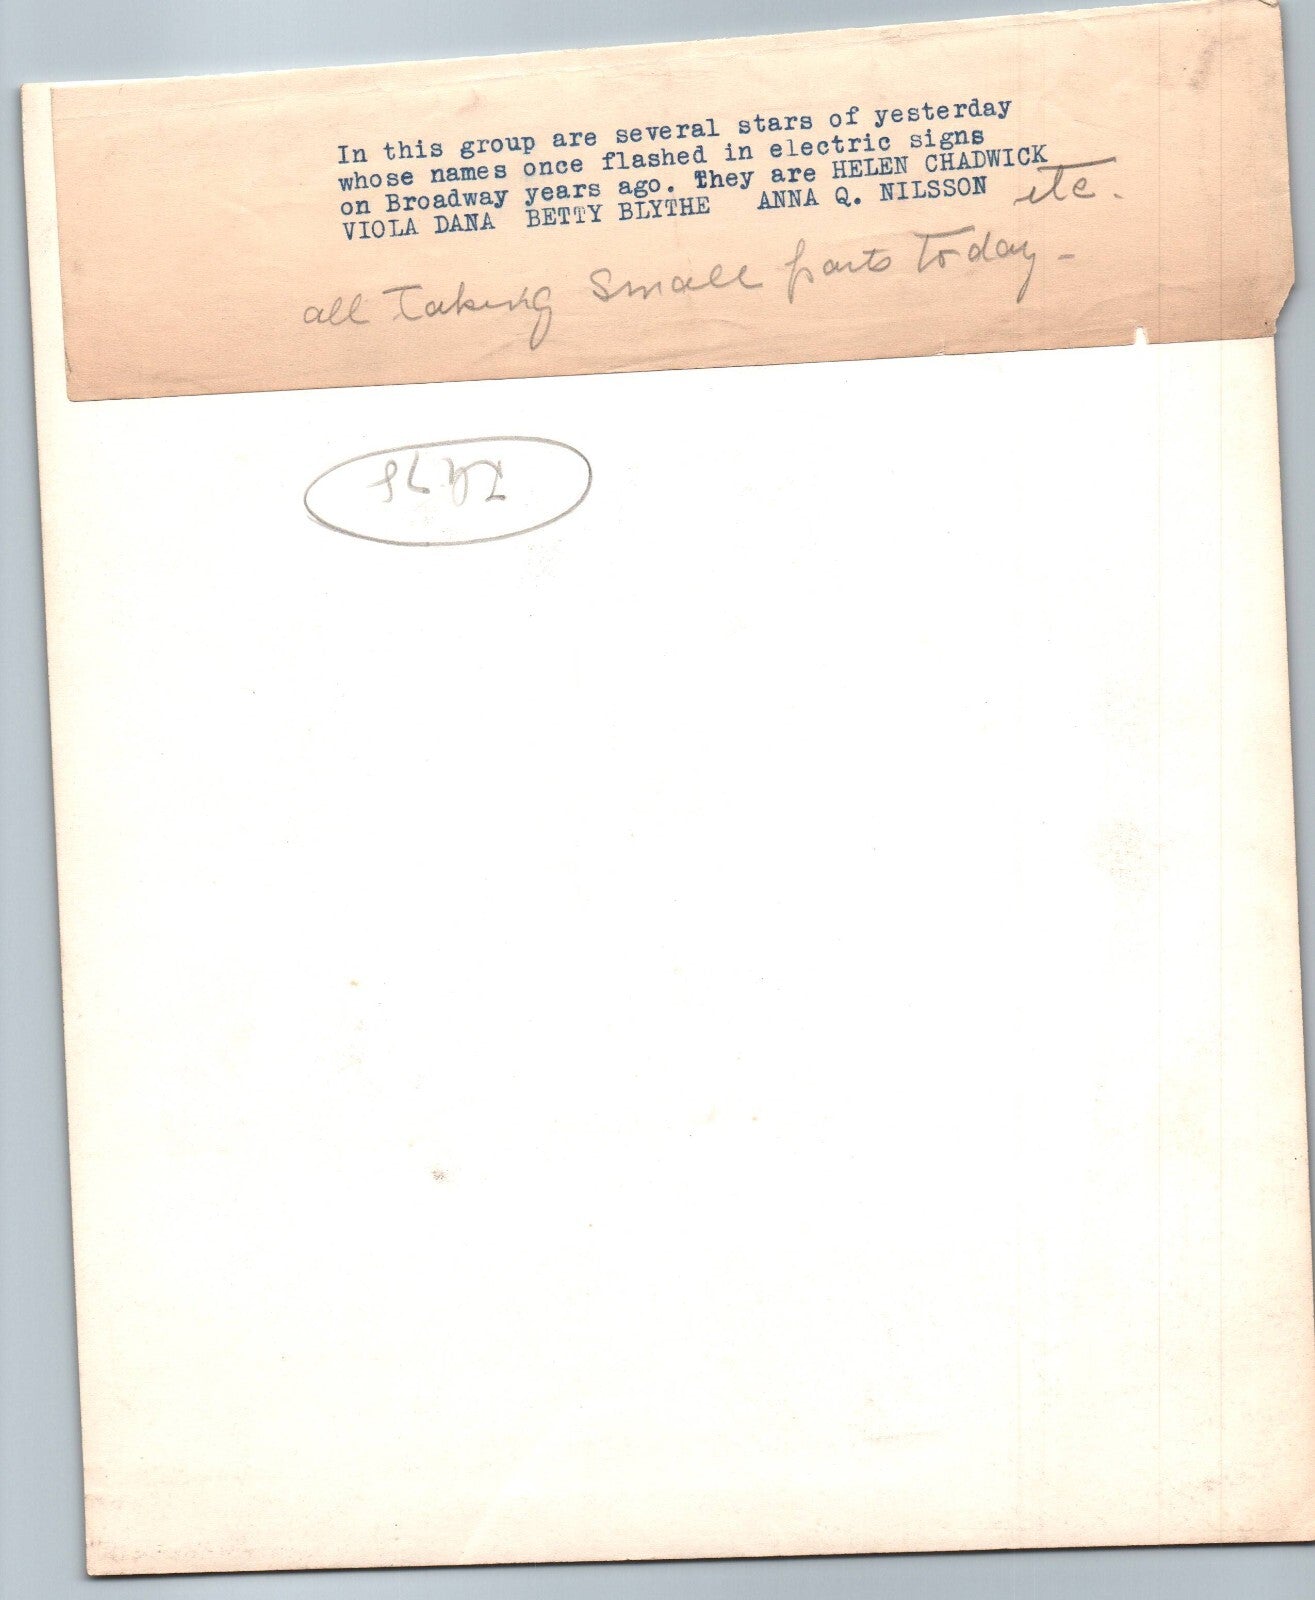 In this group are several stars of yesterday
whose names once flashed in electric signs
on Broadway years ago. They are HELEN CHADWICK
VIOLA DANA BETTY BLYTHE ANNA Q. NILSSON etc.
all taking small parts today -